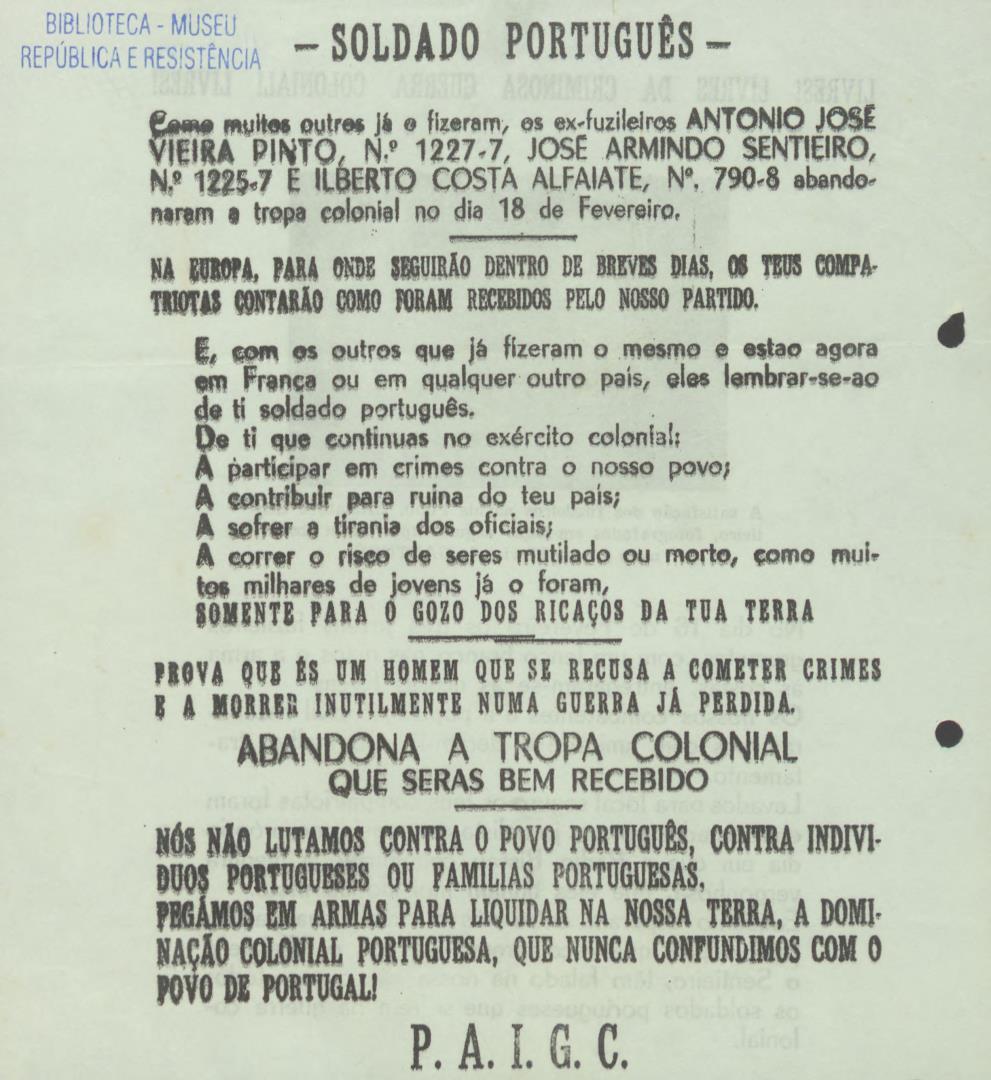 BIBLIOTECA - MUSEU
REPÚBLICA E RESISTÊNCIA
— SOLDADO PORTUGUÊS —
Como muitos outros já o fizeram, os ex-fuzileiros ANTONIO JOSÉ
VIEIRA PINTO, N.º 1227-7, JOSÉ ARMINDO SENTIEIRO,
N.º 1225-7 E ILBERTO COSTA ALFAIATE, Nº. 790-8 abando-
naram a tropa colonial no dia 18 de Fevereiro.
NA EUROPA, PARA ONDE SEGUIRÃO DENTRO DE BREVES DIAS, OS TEUS COMPA-
TRIOTAS CONTARÃO COMO FORAM RECEBIDOS PELO NOSSO PARTIDO.
E, com os outros que já fizeram o mesmo e estao agora
em França ou em qualquer outro país, eles lembrar-se-ao
de ti soldado português.
De ti que continuas no exército colonial;
A participar em crimes contra o nosso povo;
A contribuir para ruina do teu país;
A sofrer a tirania dos oficiais;
A correr o risco de seres mutilado ou morto, como mui-
tos milhares de jovens já o foram,
SOMENTE PARA O GOZO DOS RICAÇOS DA TUA TERRA
PROVA QUE ÉS UM HOMEM QUE SE RECUSA A COMETER CRIMES
E A MORRER INUTILMENTE NUMA GUERRA JÁ PERDIDA.
ABANDONA A TROPA COLONIAL
QUE SERAS BEM RECEBIDO
NÓS NÃO LUTAMOS CONTRA O POVO PORTUGUÊS, CONTRA INDIVI-
DUOS PORTUGUESES OU FAMILIAS PORTUGUESAS,
PEGÁMOS EM ARMAS PARA LIQUIDAR NA NOSSA TERRA, A DOMI-
NAÇÃO COLONIAL PORTUGUESA, QUE NUNCA CONFUNDIMOS COM O
POVO DE PORTUGAL!
P. A. I. G. C.